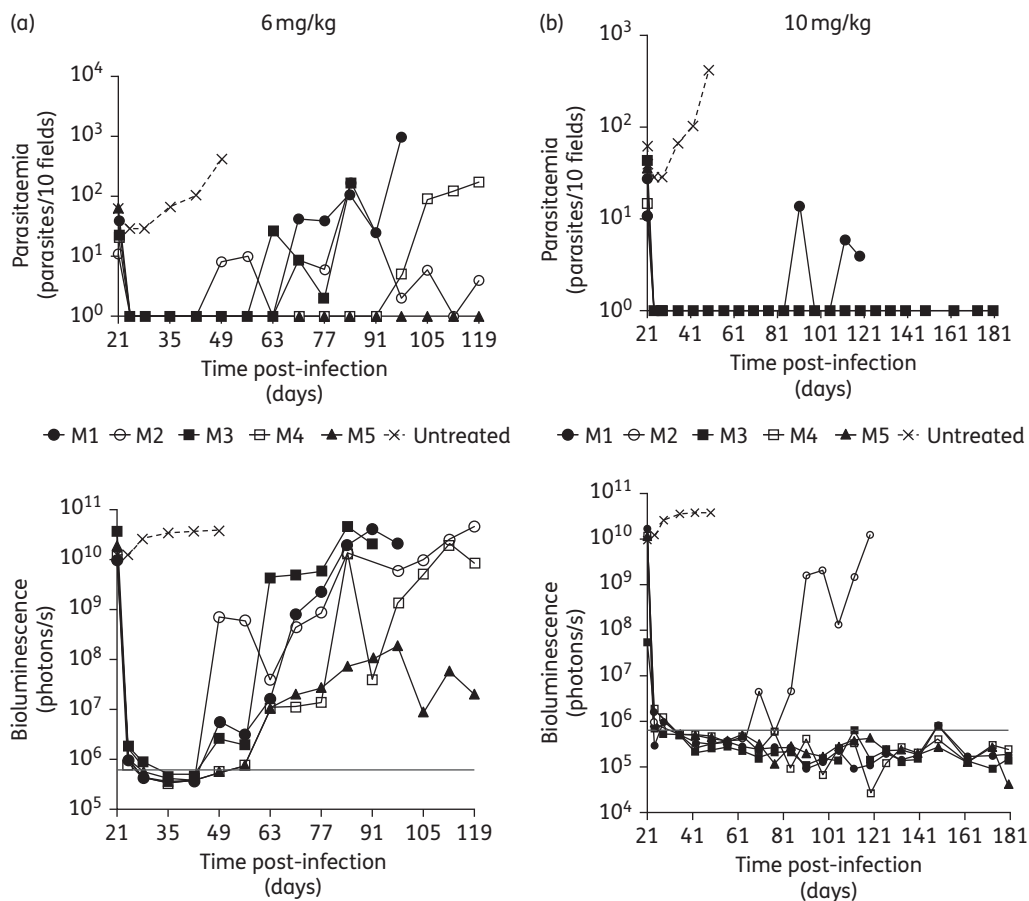 (a) 6 mg/kg
Parasitaemia
(parasites/10 fields)
10⁴
10³
10²
10¹
10⁰
21 35 49 63 77 91 105 119
Time post-infection
(days)
M1 M2 M3 M4 M5 Untreated
Bioluminescence
(photons/s)
10¹¹
10¹⁰
10⁹
10⁸
10⁷
10⁶
10⁵
21 35 49 63 77 91 105 119
Time post-infection
(days)
(b) 10 mg/kg
Parasitaemia
(parasites/10 fields)
10³
10²
10¹
10⁰
21 41 61 81 101 121 141 161 181
Time post-infection
(days)
M1 M2 M3 M4 M5 Untreated
Bioluminescence
(photons/s)
10¹¹
10¹⁰
10⁹
10⁸
10⁷
10⁶
10⁵
10⁴
21 41 61 81 101 121 141 161 181
Time post-infection
(days)